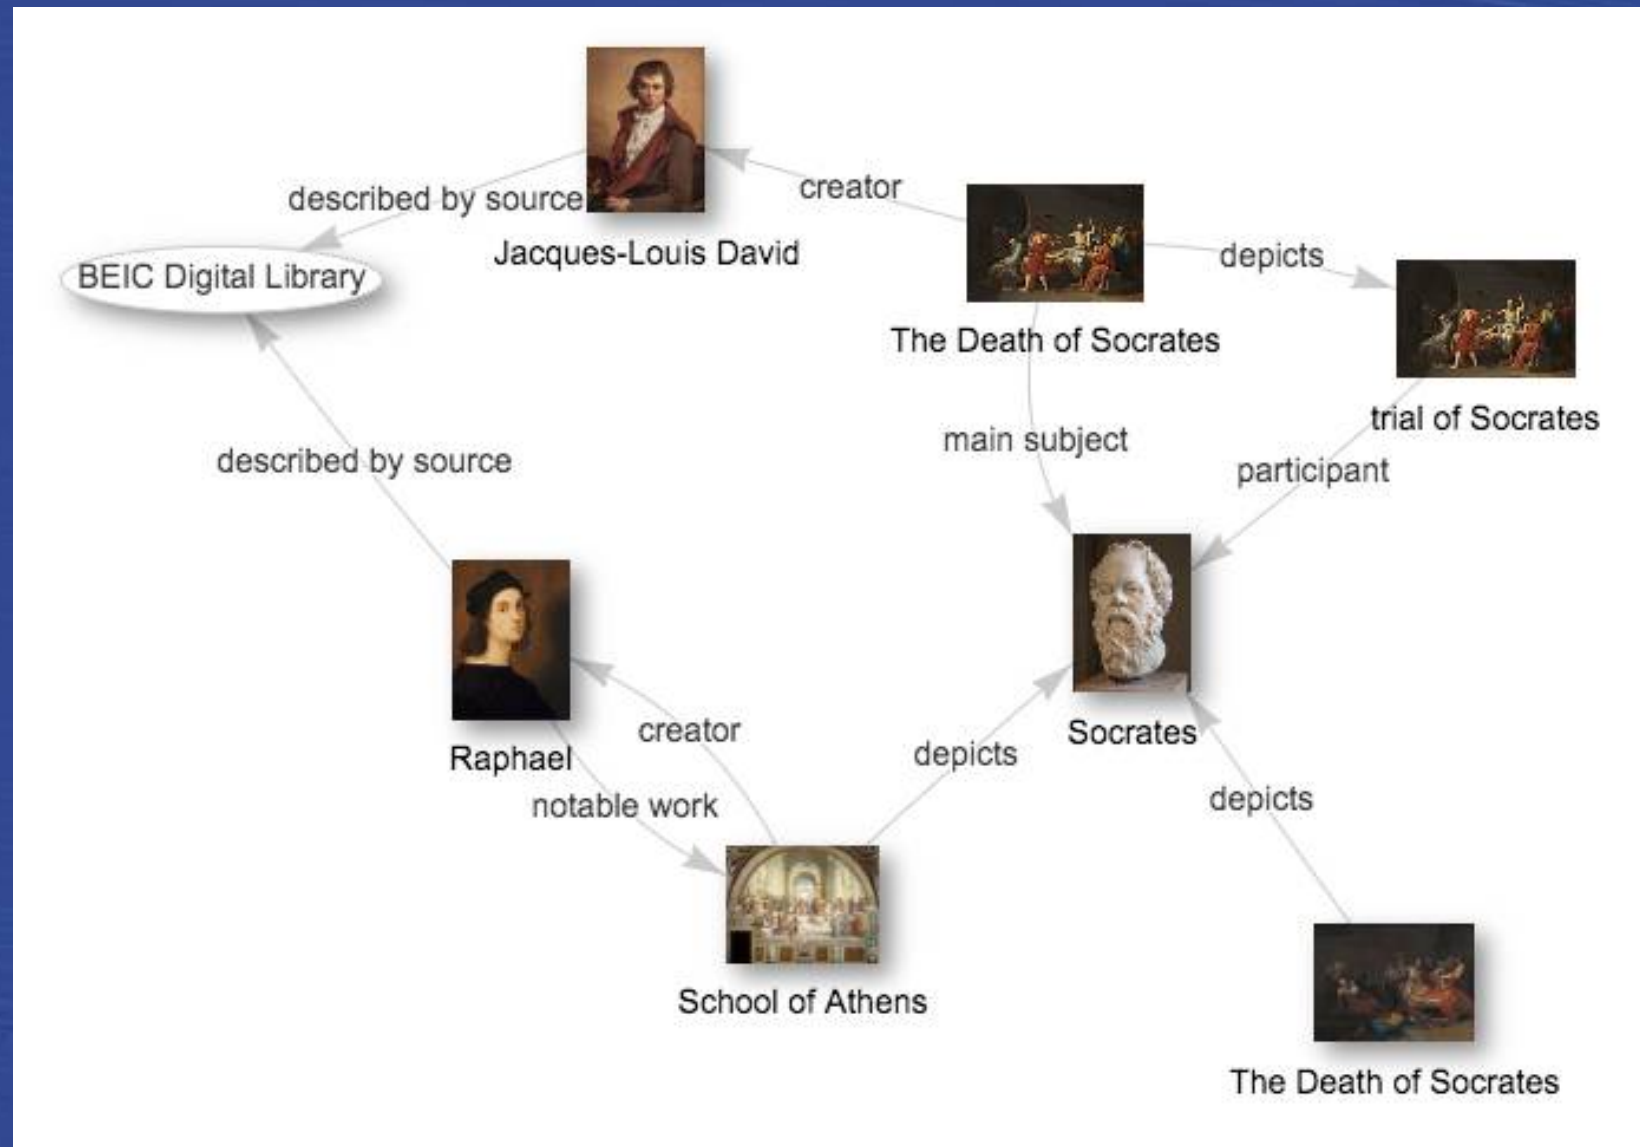 creator
described by source
Jacques-Louis David
depicts
BEIC Digital Library
The Death of Socrates
trial of Socrates
main subject
described by source
participant
Socrates
creator
depicts
Raphael
depicts
notable work
School of Athens
The Death of Socrates